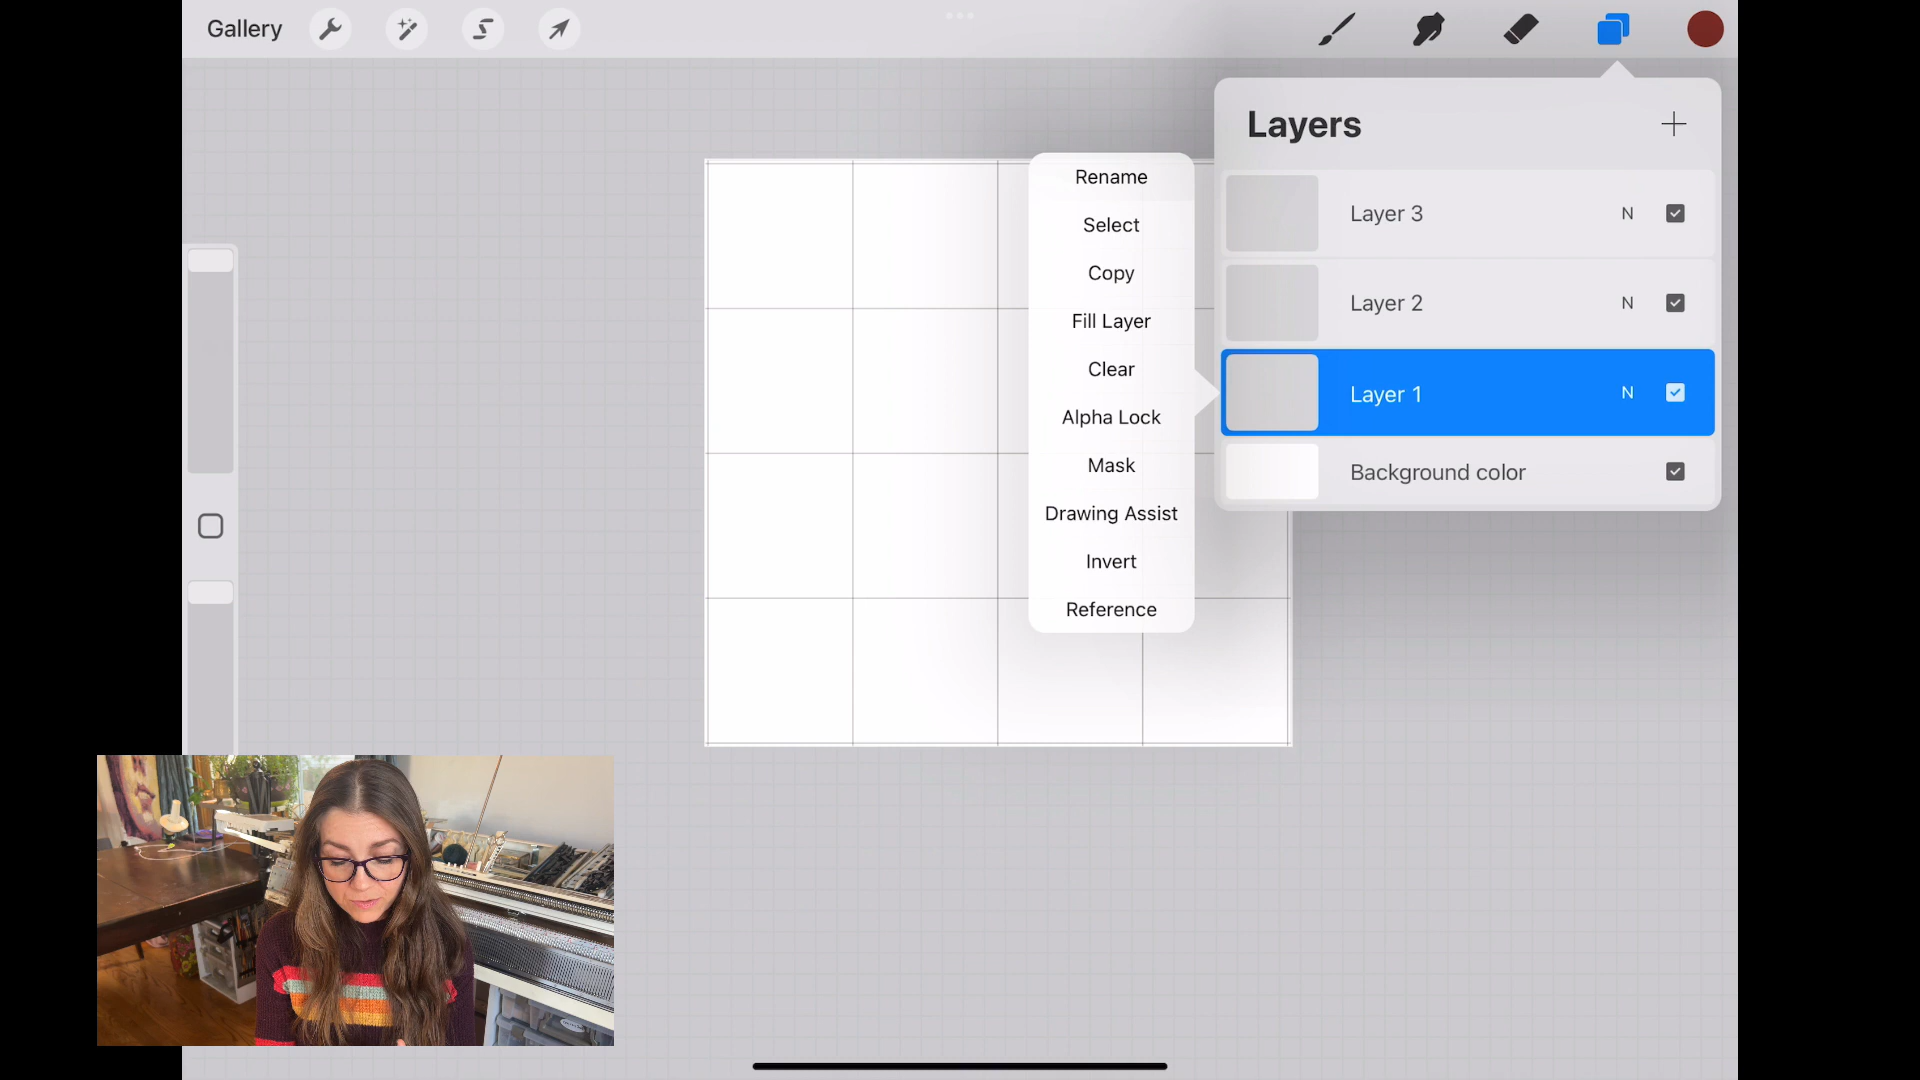 Gallery
Layers
Rename
Select
Copy
Fill Layer
Clear
Alpha Lock
Mask
Drawing Assist
Invert
Reference
Layer 3 N
Layer 2 N
Layer 1 N
Background color